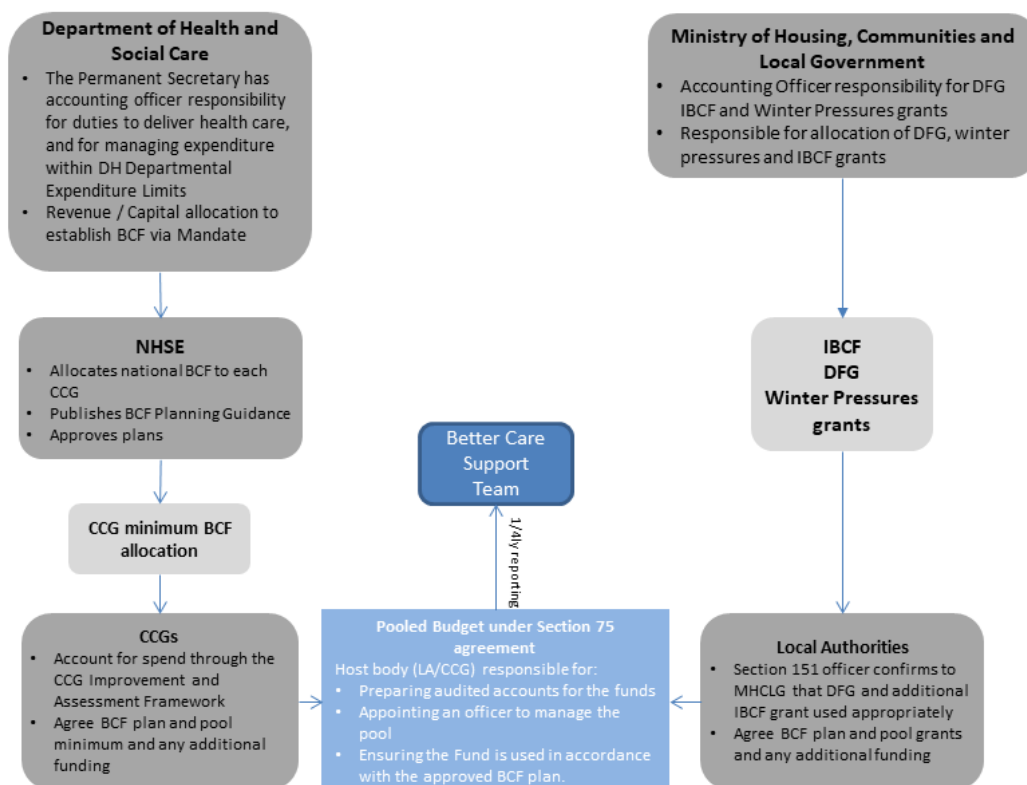 Department of Health and
Social Care
• The Permanent Secretary has
accounting officer responsibility
for duties to deliver health care,
and for managing expenditure
within DH Departmental
Expenditure Limits
• Revenue / Capital allocation to
establish BCF via Mandate
Ministry of Housing, Communities and
Local Government
• Accounting Officer responsibility for DFG
IBCF and Winter Pressures grants
• Responsible for allocation of DFG, winter
pressures and IBCF grants
NHSE
• Allocates national BCF to each
CCG
• Publishes BCF Planning Guidance
• Approves plans
IBCF
DFG
Winter Pressures
grants
Better Care
Support
Team
CCG minimum BCF
allocation
1/4ly reporting
CCGs
• Account for spend through the
CCG Improvement and
Assessment Framework
• Agree BCF plan and pool
minimum and any additional
funding
Pooled Budget under Section 75
agreement
Host body (LA/CCG) responsible for:
• Preparing audited accounts for the funds
• Appointing an officer to manage the
pool
• Ensuring the Fund is used in accordance
with the approved BCF plan.
Local Authorities
• Section 151 officer confirms to
MHCLG that DFG and additional
IBCF grant used appropriately
• Agree BCF plan and pool grants
and any additional funding